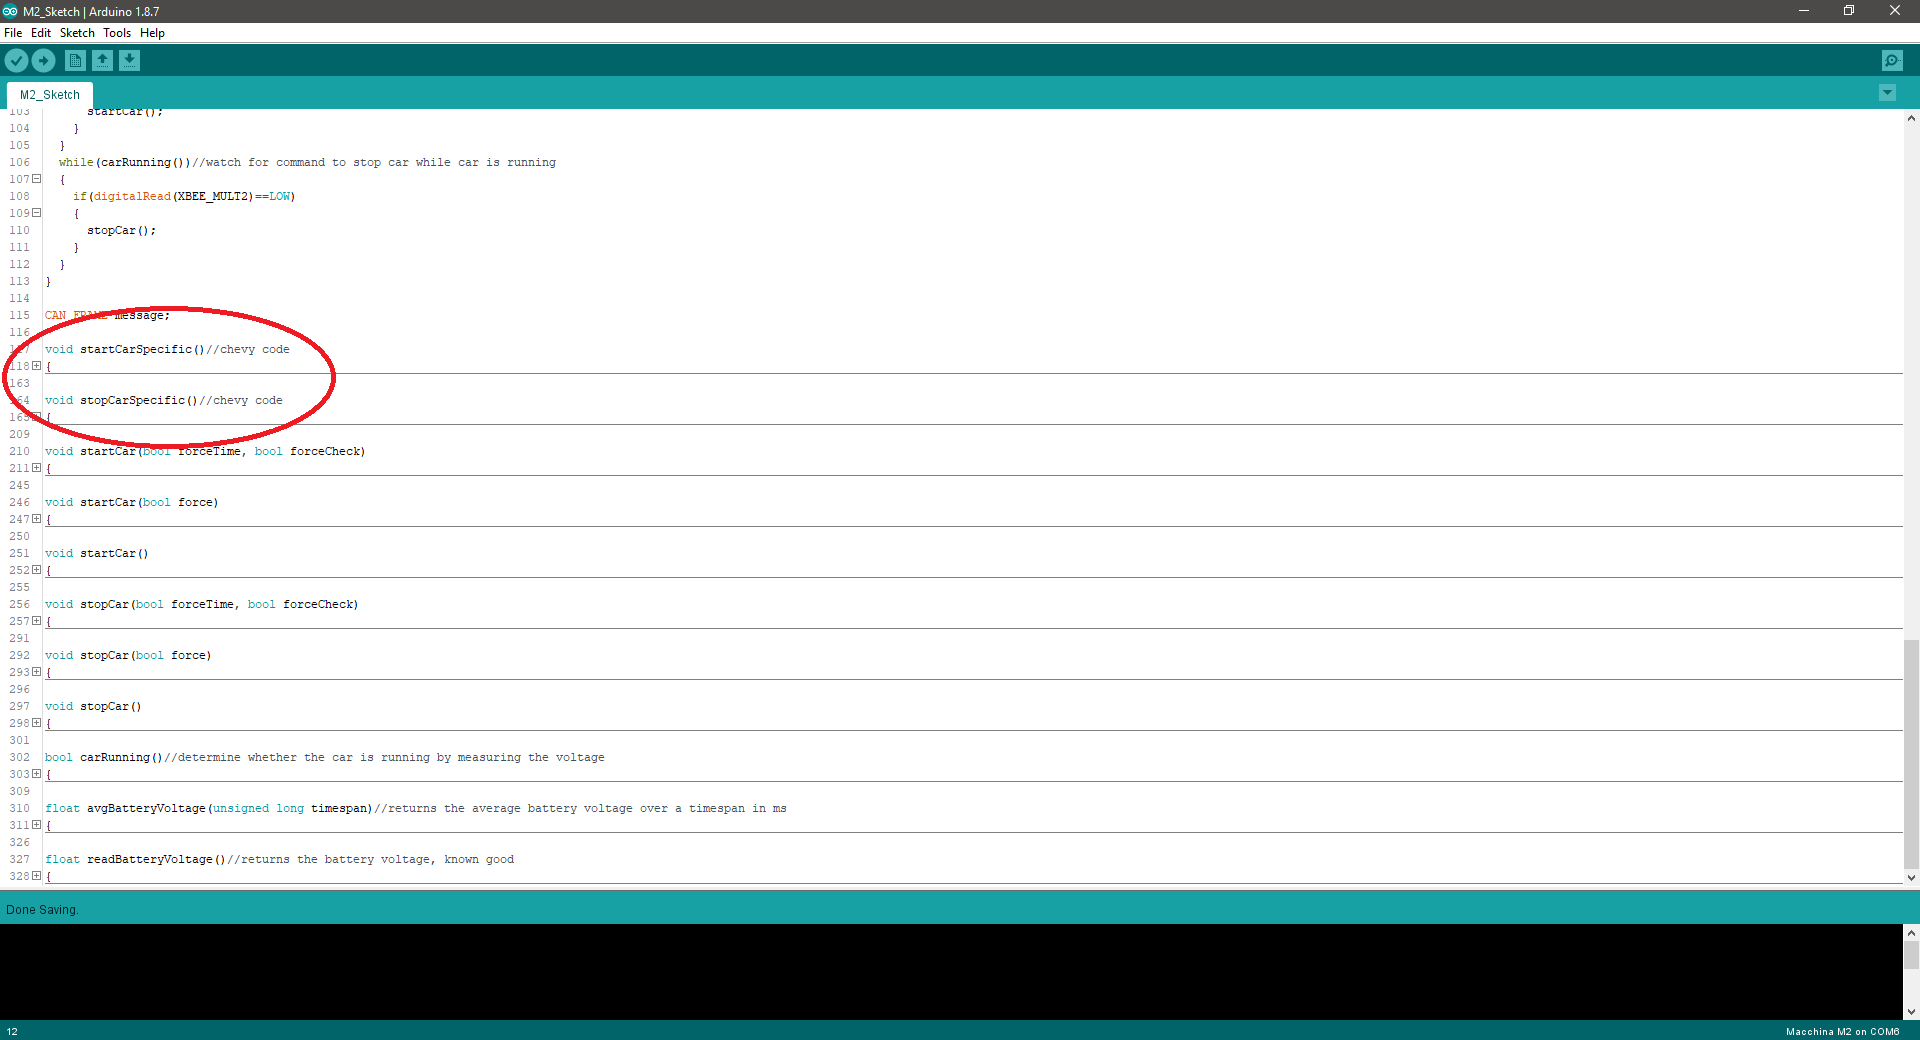 M2_Sketch | Arduino 1.8.7
File Edit Sketch Tools Help
M2_Sketch
103 startCar();
104 }
105 }
106 while(carRunning())//watch for command to stop car while car is running
107 {
108 if(digitalRead(XBEE_MULT2)==LOW)
109 {
110 stopCar();
111 }
112 }
113 }
114
115 CAN_FRAME message;
116
117 void startCarSpecific()//chevy code
118 {
163
164 void stopCarSpecific()//chevy code
165 {
209
210 void startCar(bool forceTime, bool forceCheck)
211 {
245
246 void startCar(bool force)
247 {
250
251 void startCar()
252 {
255
256 void stopCar(bool forceTime, bool forceCheck)
257 {
291
292 void stopCar(bool force)
293 {
296
297 void stopCar()
298 {
301
302 bool carRunning()//determine whether the car is running by measuring the voltage
303 {
309
310 float avgBatteryVoltage(unsigned long timespan)//returns the average battery voltage over a timespan in ms
311 {
326
327 float readBatteryVoltage()//returns the battery voltage, known good
328 {
Done Saving.
12 Macchina M2 on COM6